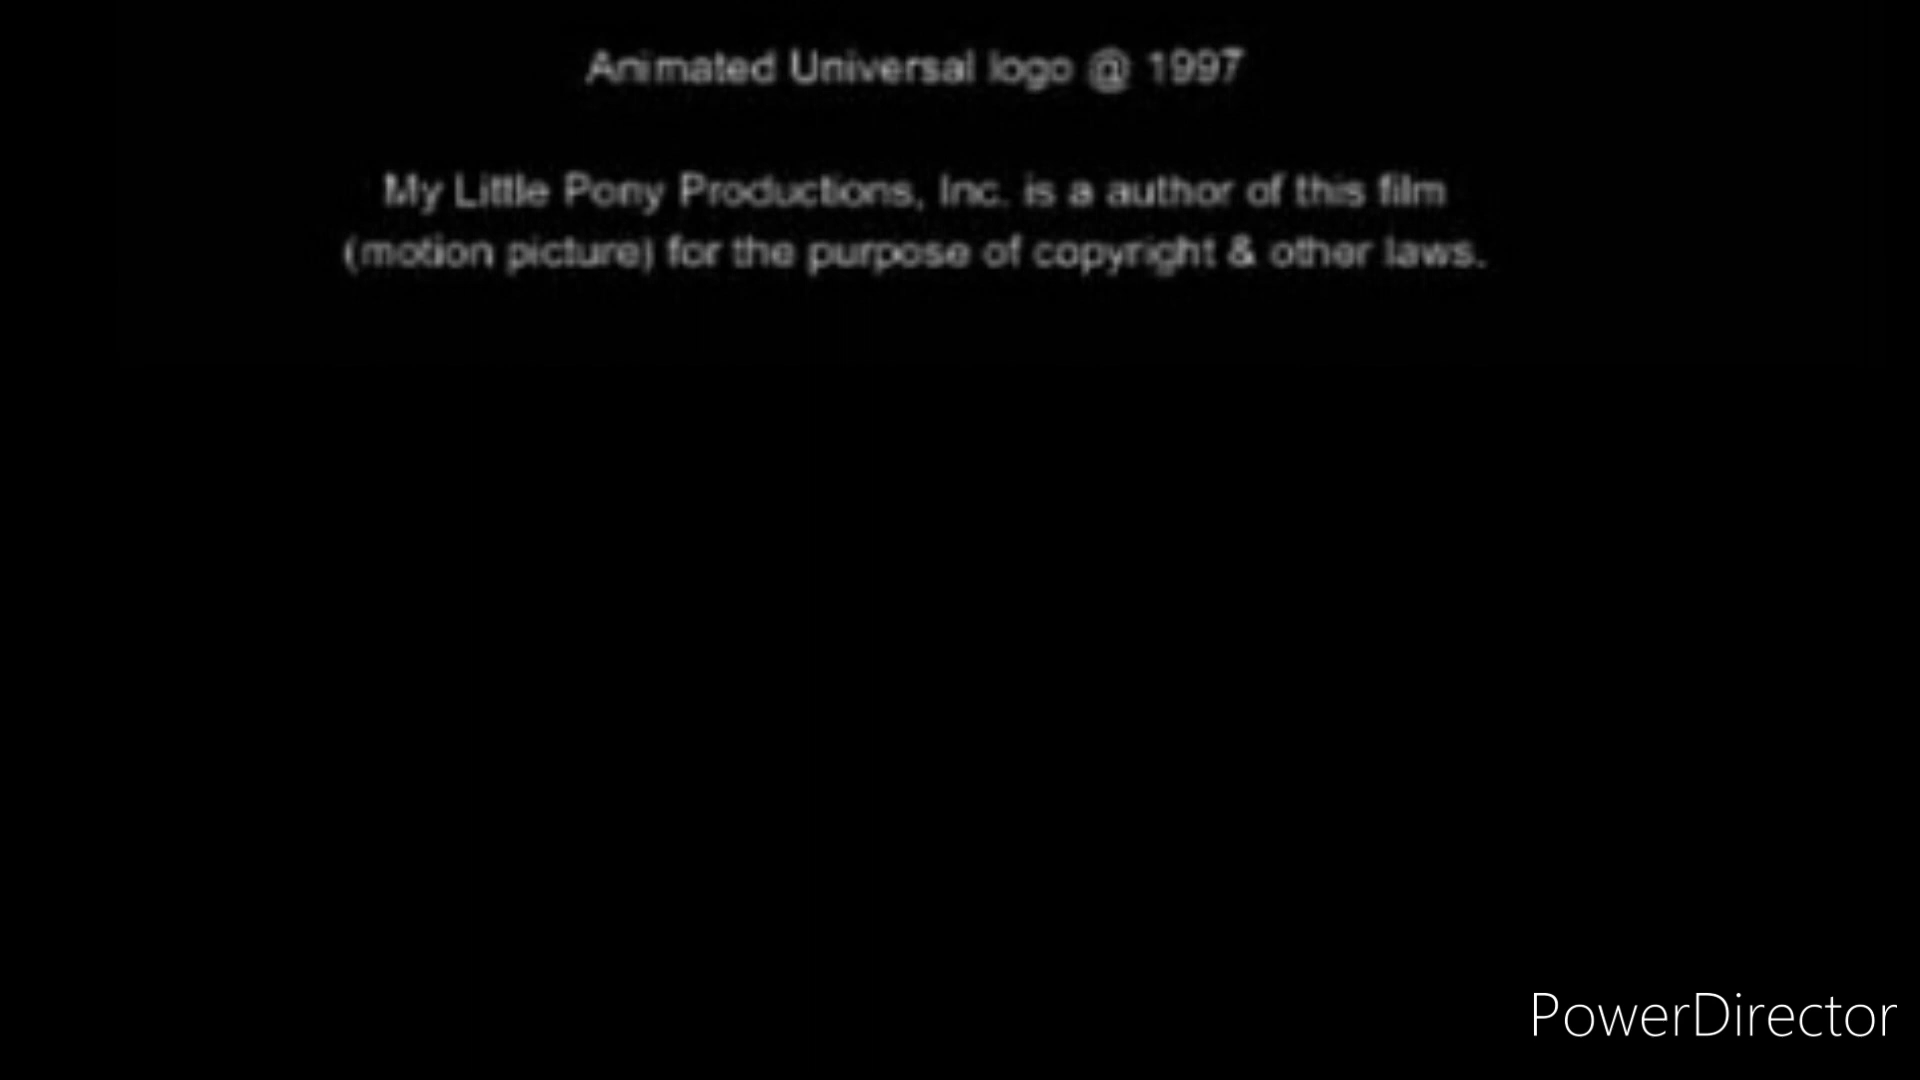 Animated Universal logo @ 1997
My Little Pony Productions, Inc. is a author of this film
(motion picture) for the purpose of copyright & other laws.
PowerDirector